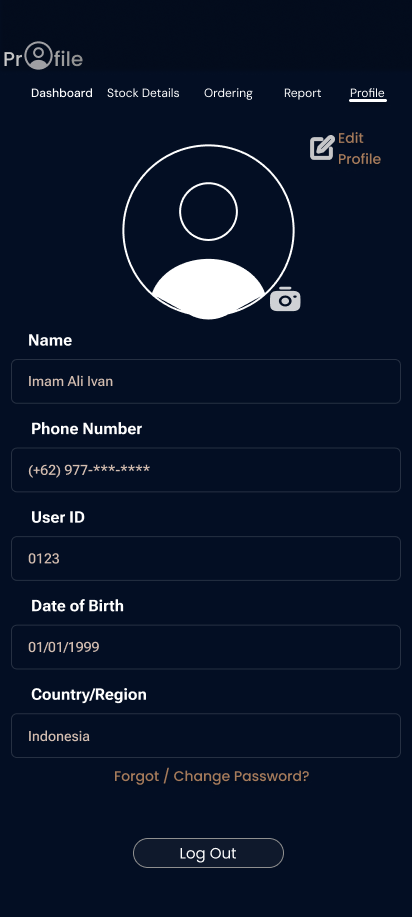 Profile
Dashboard Stock Details Ordering Report Profile
Edit
Profile
Name
Imam Ali Ivan
Phone Number
(+62) 977-***-****
User ID
0123
Date of Birth
01/01/1999
Country/Region
Indonesia
Forgot / Change Password?
Log Out